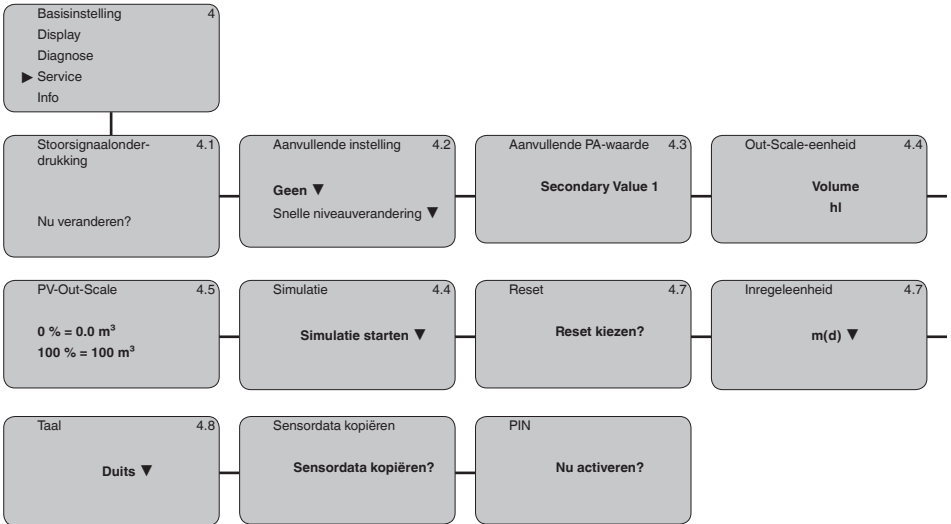 Basisinstelling 4
Display
Diagnose
▶ Service
Info
Stoorsignaalonder- 4.1
drukking
Nu veranderen?
Aanvullende instelling 4.2
Geen ▼
Snelle niveauverandering ▼
Aanvullende PA-waarde 4.3
Secondary Value 1
Out-Scale-eenheid 4.4
Volume
hl
PV-Out-Scale 4.5
0 % = 0.0 m³
100 % = 100 m³
Simulatie 4.4
Simulatie starten ▼
Reset 4.7
Reset kiezen?
Inregeleenheid 4.7
m(d) ▼
Taal 4.8
Duits ▼
Sensordata kopiëren
Sensordata kopiëren?
PIN
Nu activeren?